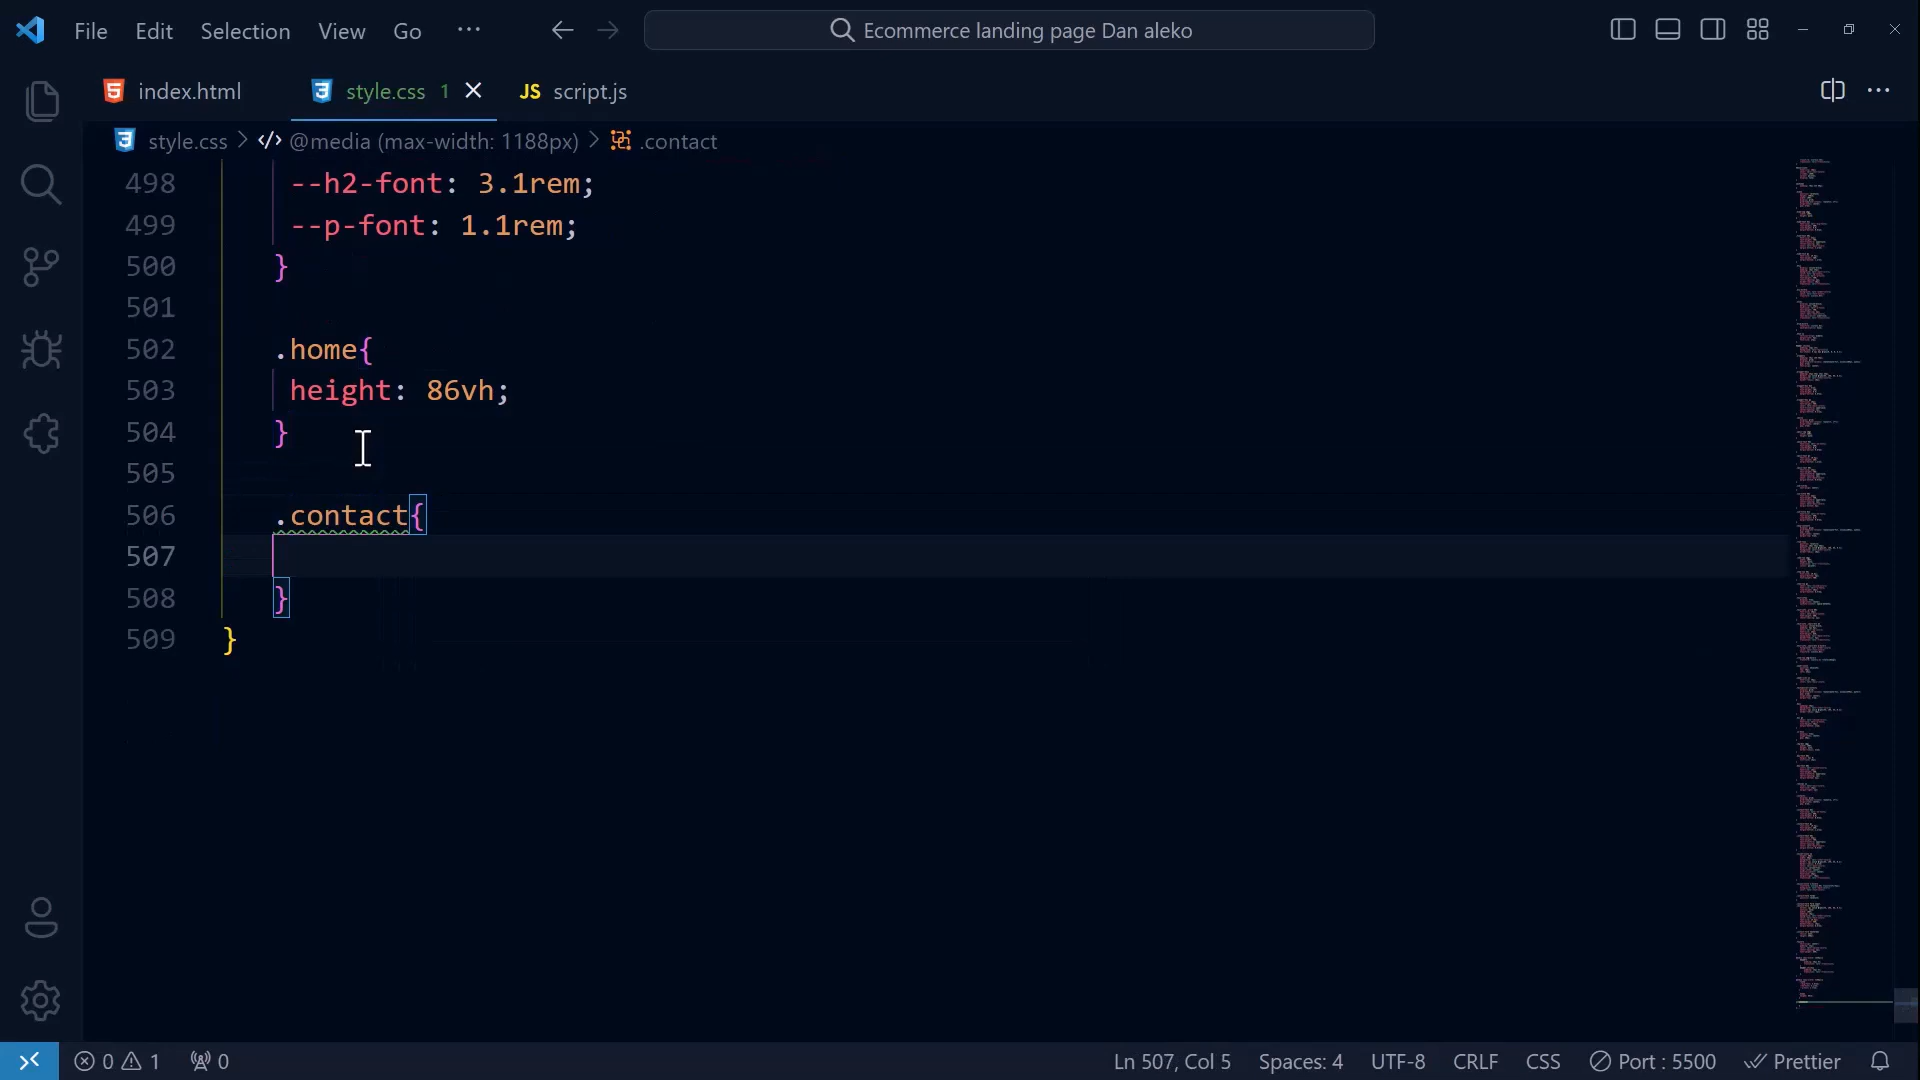 File Edit Selection View Go ··· Ecommerce landing page Dan aleko
index.html style.css 1 JS script.js
style.css > @media (max-width: 1188px) > .contact
498 --h2-font: 3.1rem;
499 --p-font: 1.1rem;
500 }
501
502 .home{
503 height: 86vh;
504 }
505
506 .contact{
507
508 }
509 }
0 1 0 Ln 507, Col 5 Spaces: 4 UTF-8 CRLF CSS Port : 5500 Prettier